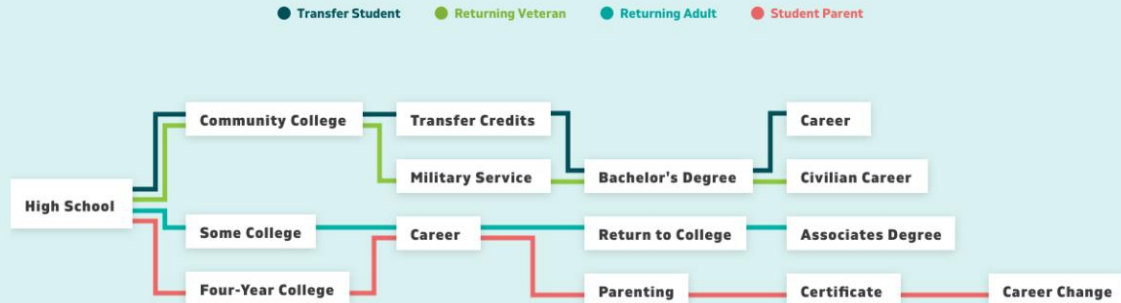 Transfer Student
Returning Veteran
Returning Adult
Student Parent
Community College
Transfer Credits
Career
High School
Military Service
Bachelor's Degree
Civilian Career
Some College
Career
Return to College
Associates Degree
Four-Year College
Parenting
Certificate
Career Change